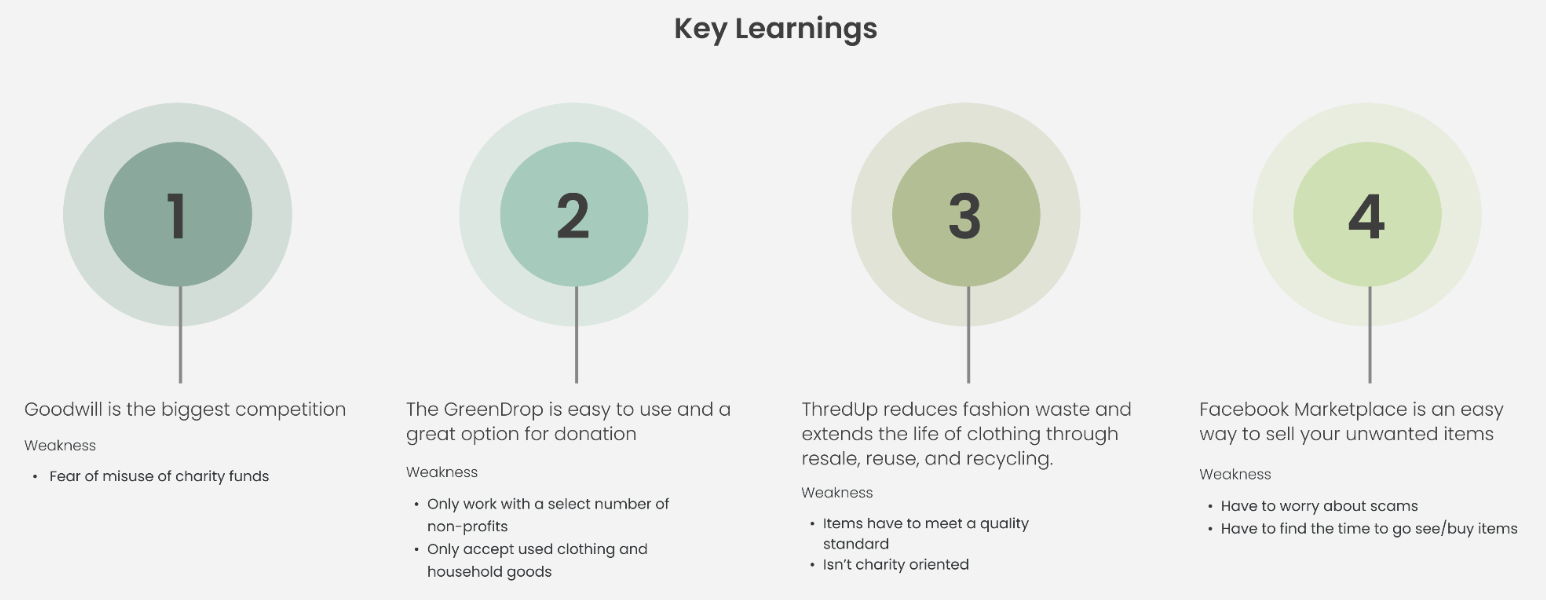 Key Learnings
1
2
3
4
Goodwill is the biggest competition
Weakness
• Fear of misuse of charity funds
The GreenDrop is easy to use and a
great option for donation
Weakness
• Only work with a select number of
non-profits
• Only accept used clothing and
household goods
ThredUp reduces fashion waste and
extends the life of clothing through
resale, reuse, and recycling.
Weakness
• Items have to meet a quality
standard
• Isn't charity oriented
Facebook Marketplace is an easy
way to sell your unwanted items
Weakness
• Have to worry about scams
• Have to find the time to go see/buy items